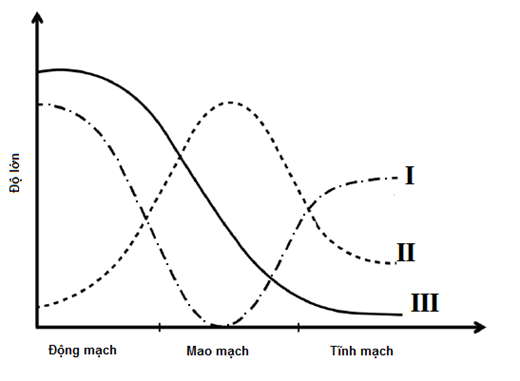 Độ lớn
I
II
III
Động mạch
Mao mạch
Tĩnh mạch